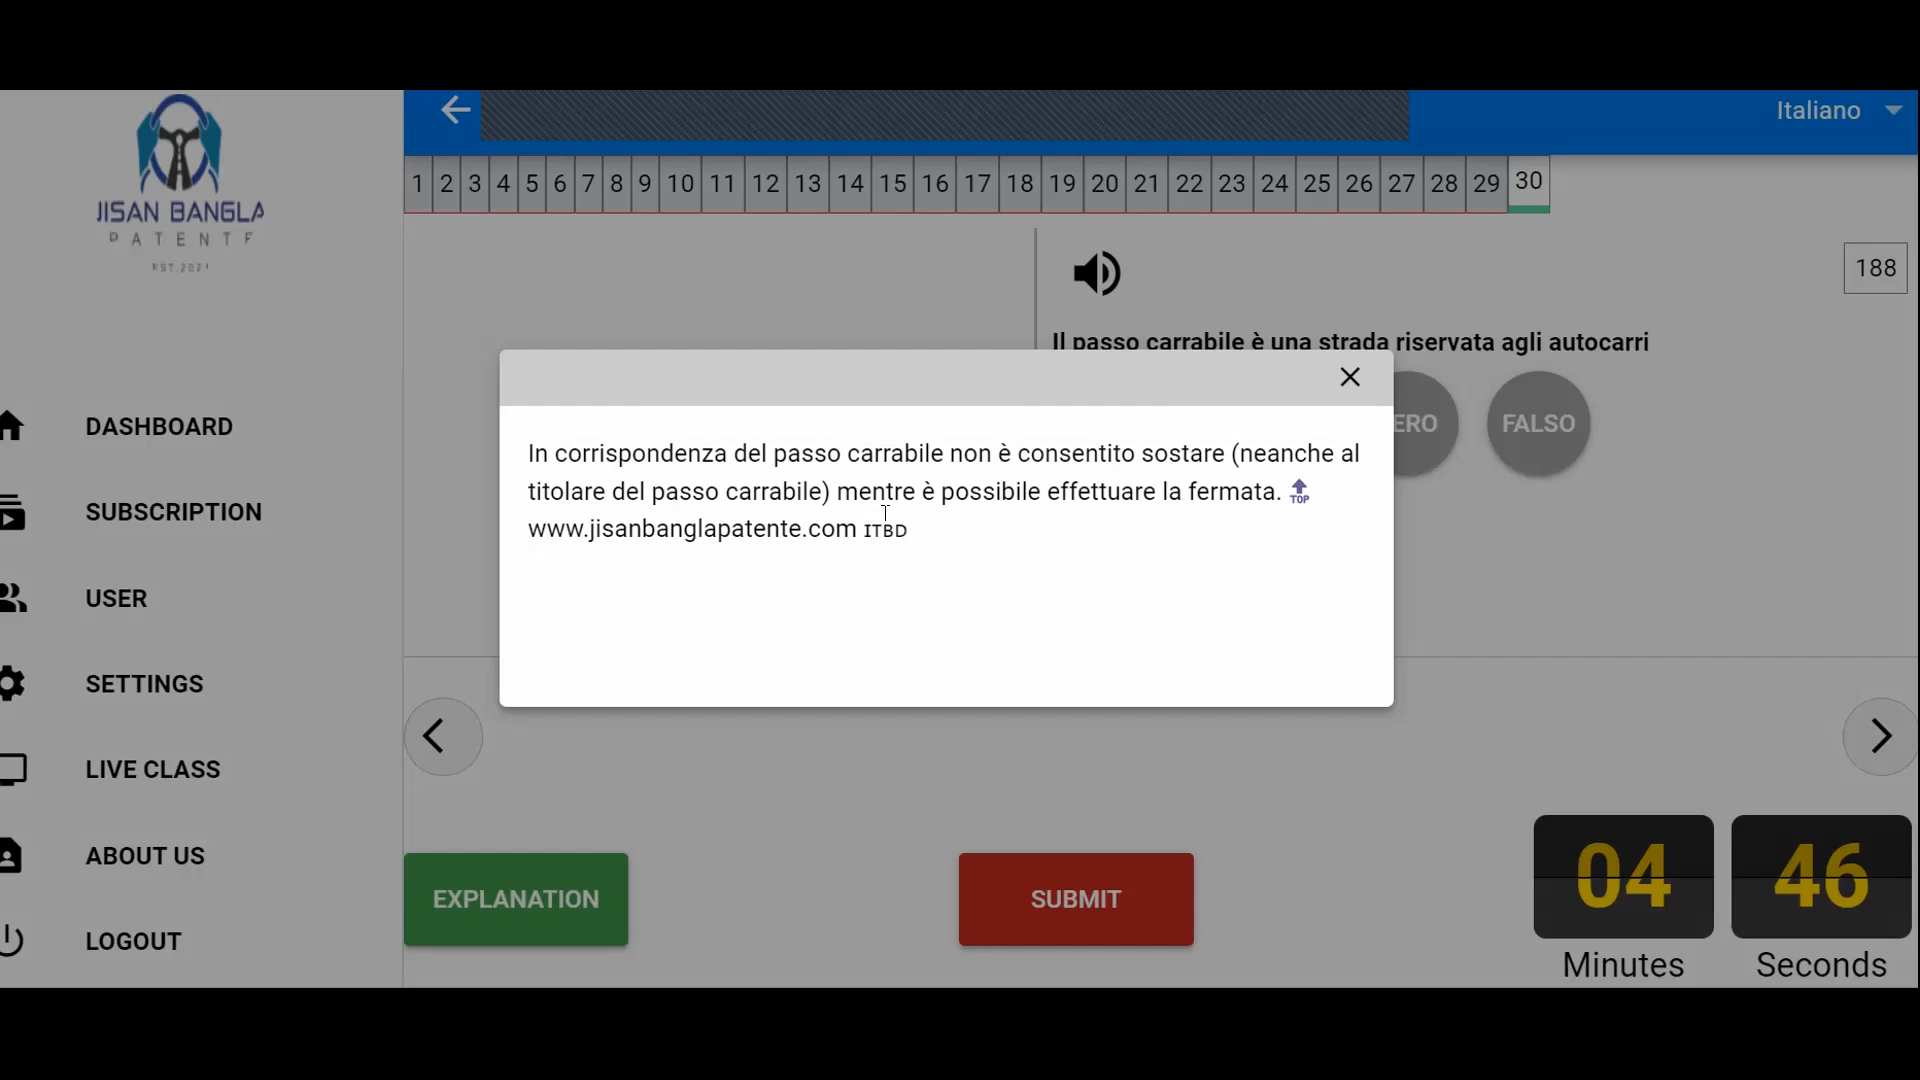 JISAN BANGLA
PATENTE
EST.2021
Italiano
1 2 3 4 5 6 7 8 9 10 11 12 13 14 15 16 17 18 19 20 21 22 23 24 25 26 27 28 29 30
188
Il passo carrabile è una strada riservata agli autocarri
ERO
FALSO
In corrispondenza del passo carrabile non è consentito sostare (neanche al
titolare del passo carrabile) mentre è possibile effettuare la fermata. TOP
www.jisanbanglapatente.com ITBD
DASHBOARD
SUBSCRIPTION
USER
SETTINGS
LIVE CLASS
ABOUT US
LOGOUT
EXPLANATION
SUBMIT
04 46
Minutes Seconds